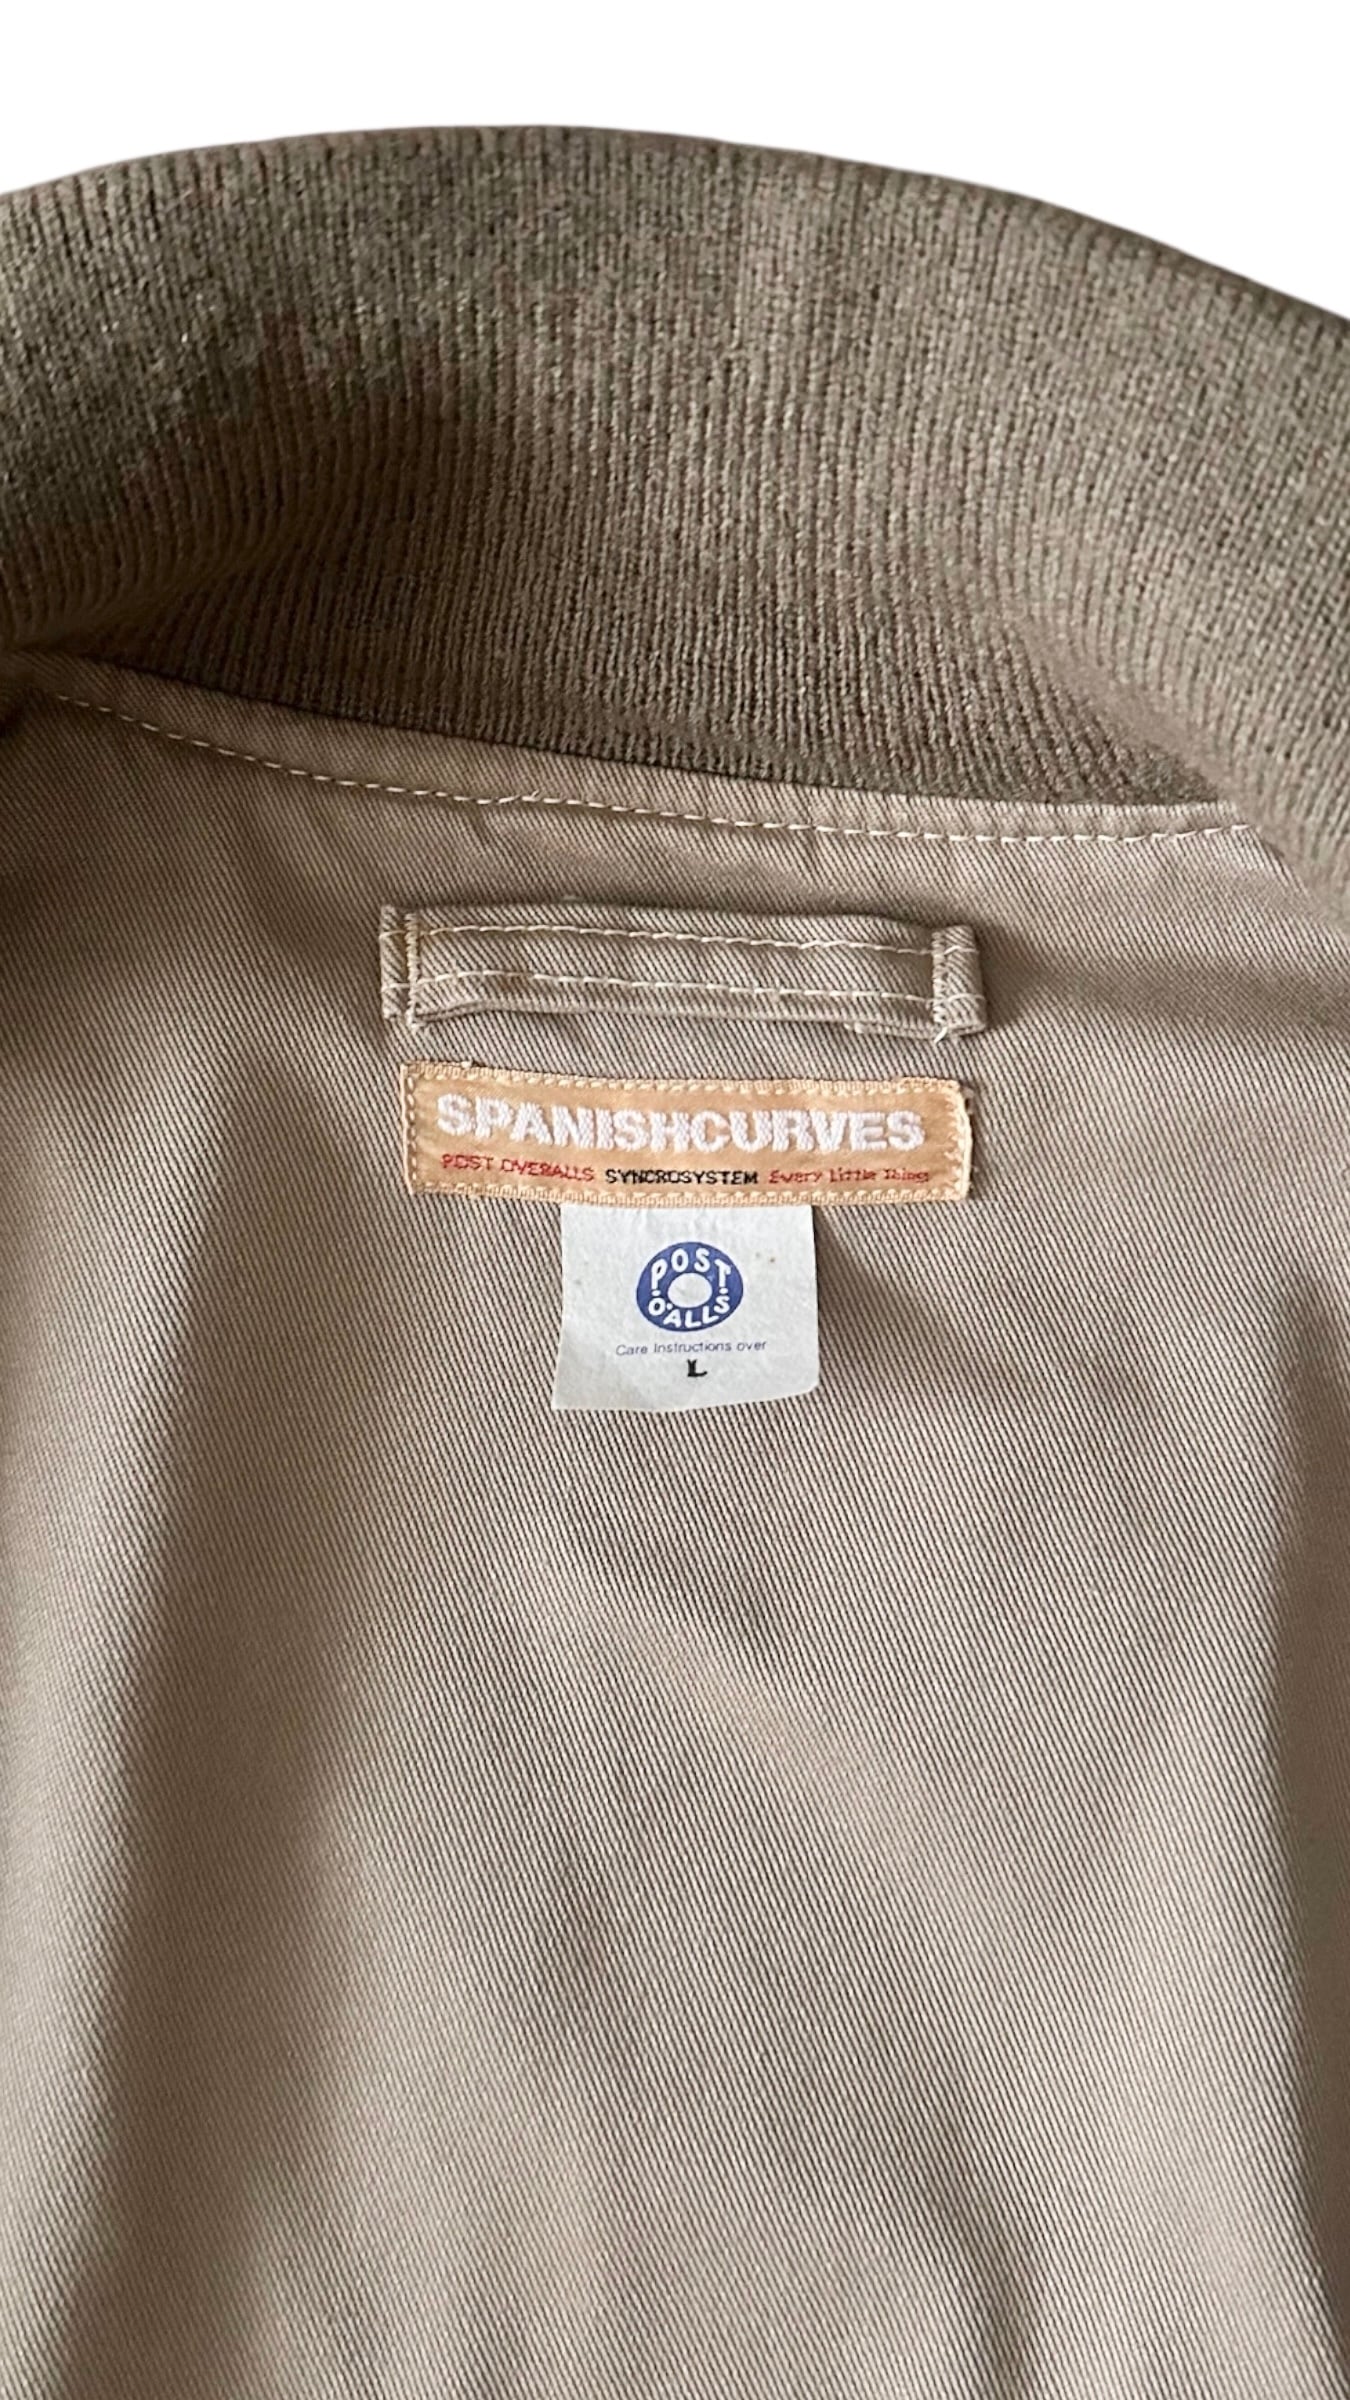 SPANISHCURVES
POST OVERALLS SYNCROSYSTEM Every Little Thing
POST
O'ALLS
Care Instructions over
L